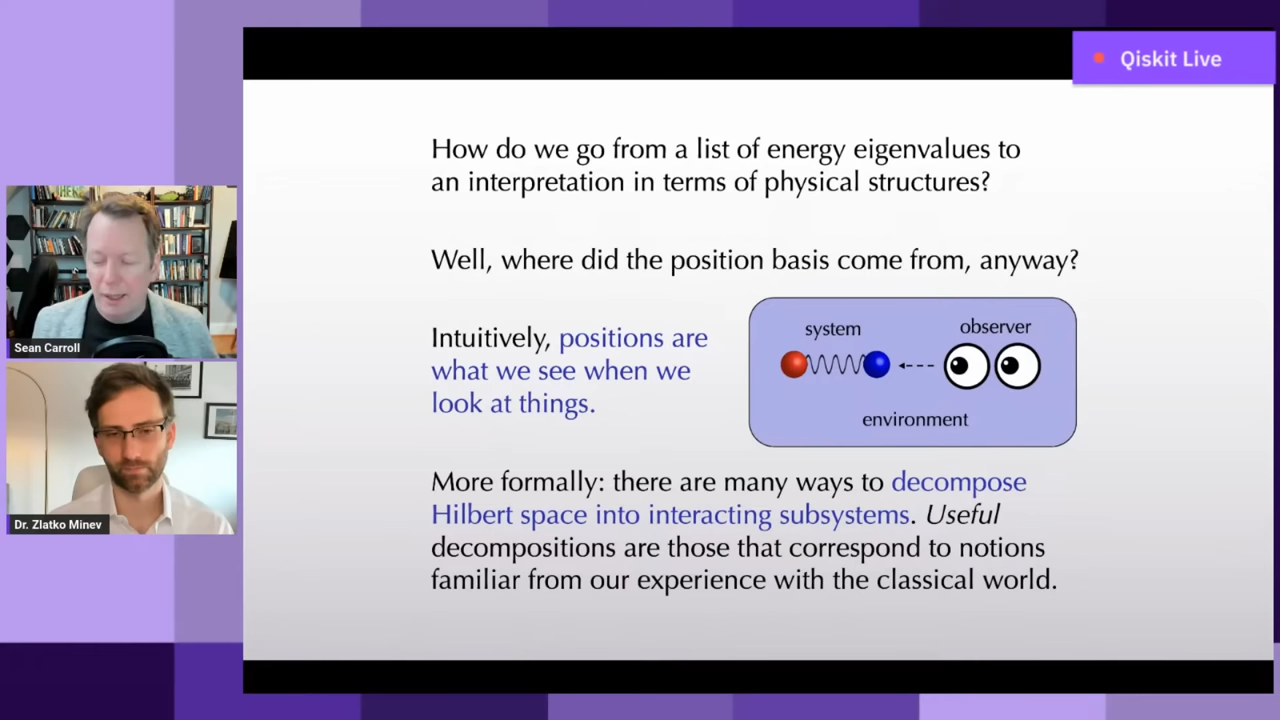 Qiskit Live
How do we go from a list of energy eigenvalues to
an interpretation in terms of physical structures?
Well, where did the position basis come from, anyway?
Intuitively, positions are
what we see when we
look at things.
system
observer
environment
More formally: there are many ways to decompose
Hilbert space into interacting subsystems. Useful
decompositions are those that correspond to notions
familiar from our experience with the classical world.
Sean Carroll
Dr. Zlatko Minev